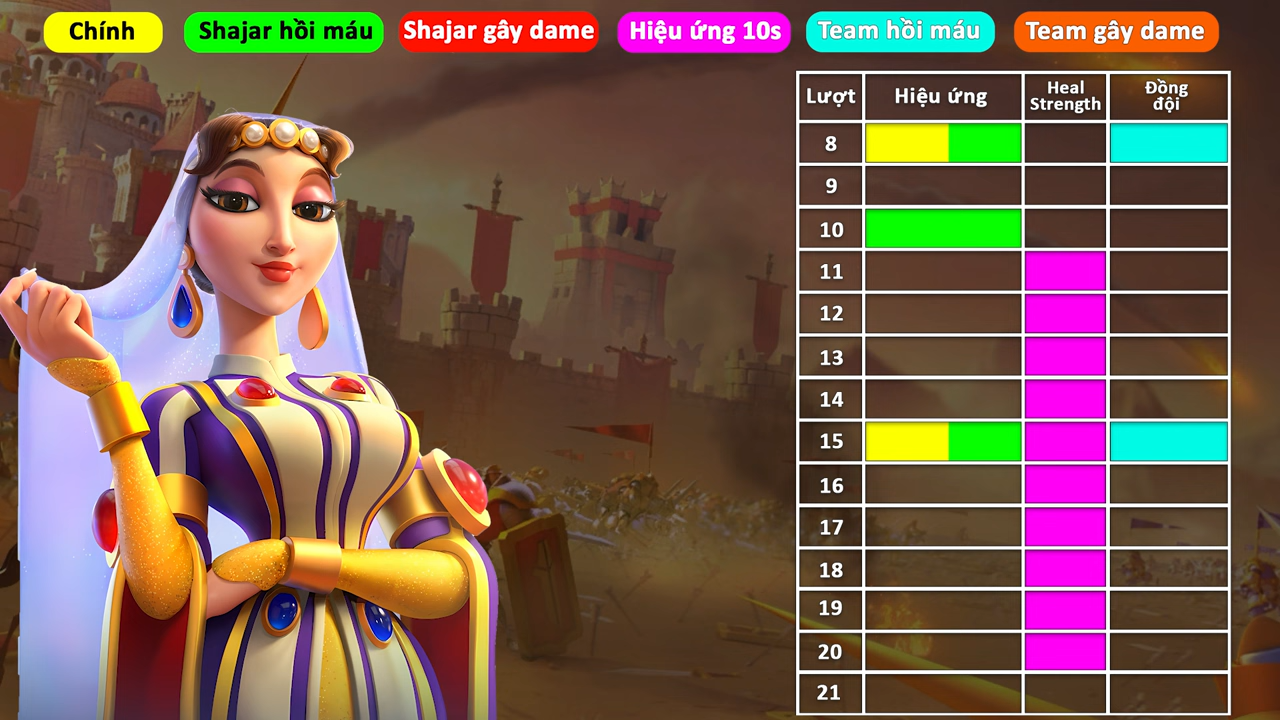 Chính
Shajar hồi máu
Shajar gây dame
Hiệu ứng 10s
Team hồi máu
Team gây dame
Lượt
Hiệu ứng
Heal
Strength
Đồng
đội
8
9
10
11
12
13
14
15
16
17
18
19
20
21